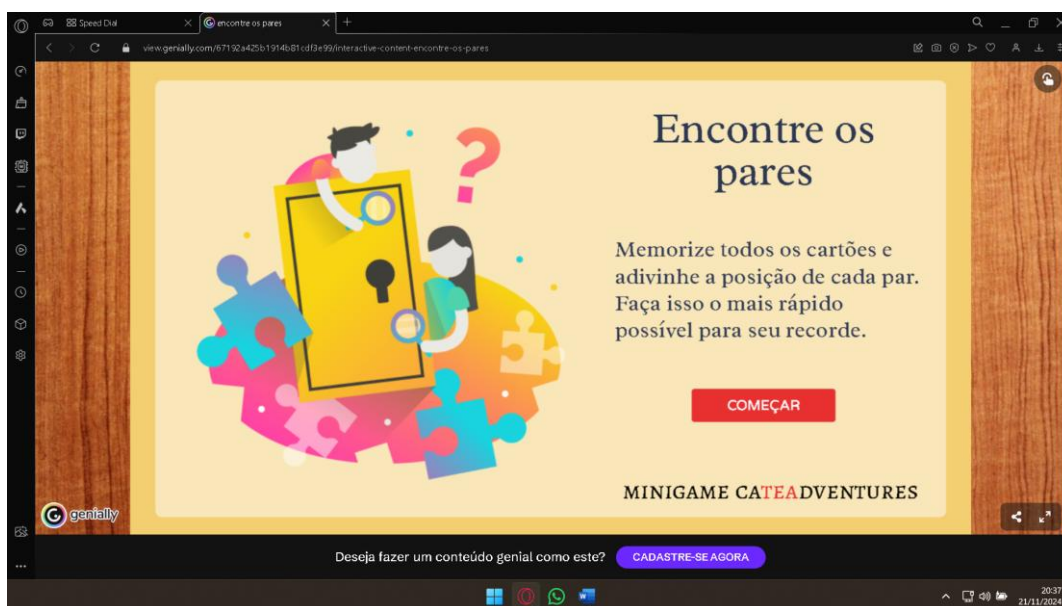 Speed Dial
encontre os pares
view.genially.com/67192a425b1914b81cdf3e99/interactive-content-encontre-os-pares
Encontre os
pares
Memorize todos os cartões e
adivinhe a posição de cada par.
Faça isso o mais rápido
possível para seu recorde.
COMEÇAR
MINIGAME CATEADVENTURES
genially
Deseja fazer um conteúdo genial como este?
CADASTRE-SE AGORA
20:37
21/11/2024